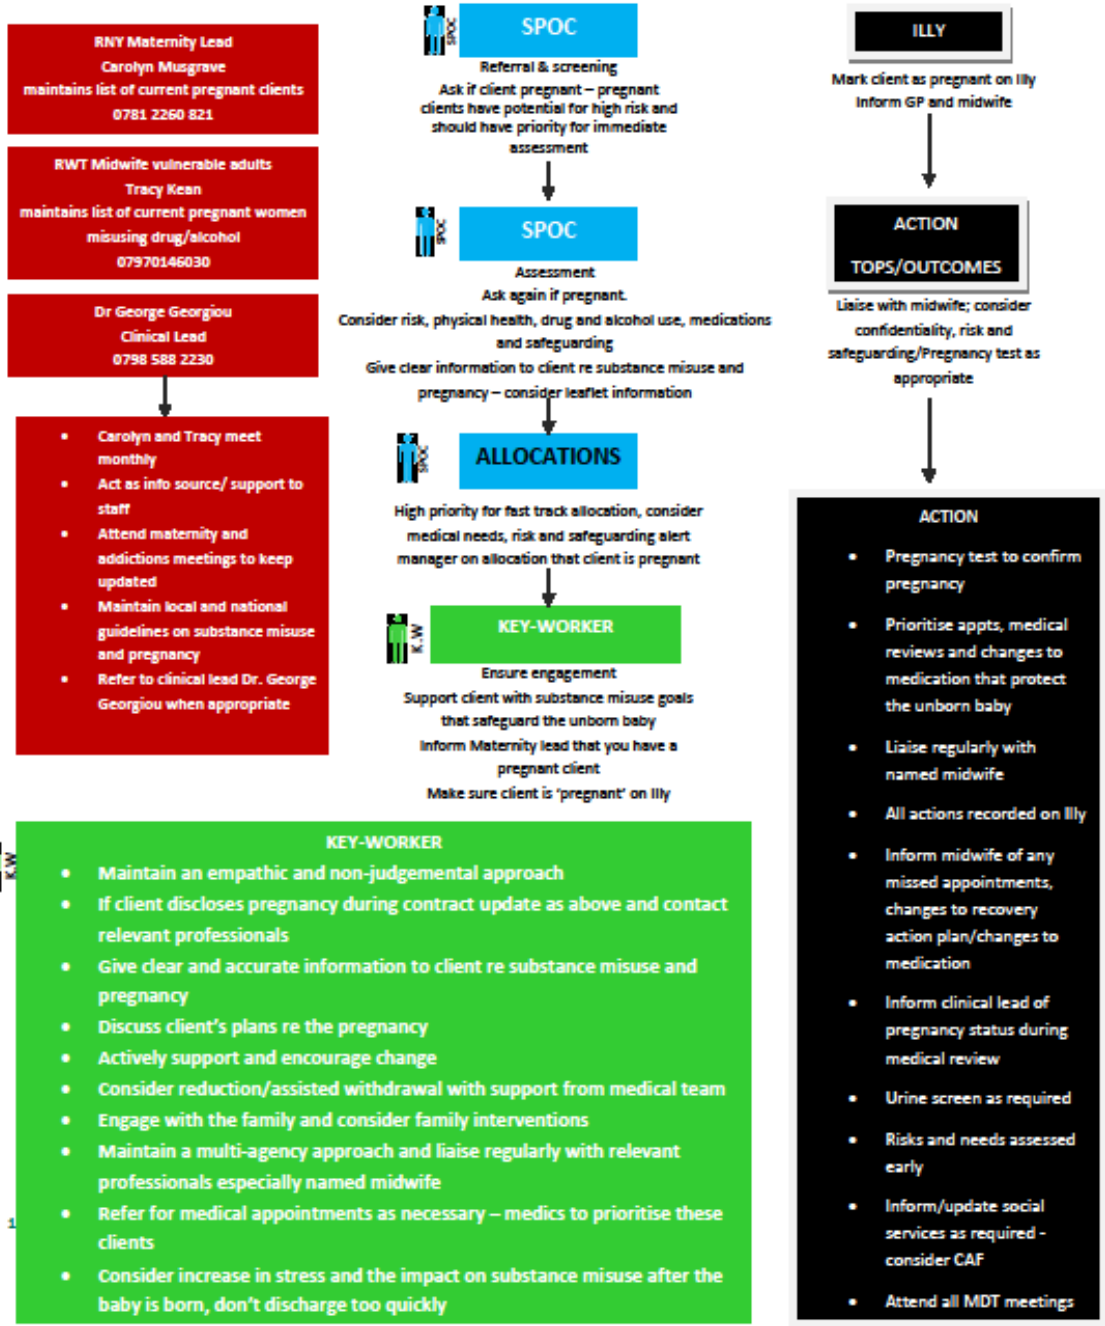 RNY Maternity Lead
Carolyn Musgrave
maintains list of current pregnant clients
0781 2260 821
RWT Midwife vulnerable adults
Tracy Kean
maintains list of current pregnant women
misusing drug/alcohol
07970146030
Dr George Georgiou
Clinical Lead
0798 588 2230
• Carolyn and Tracy meet
monthly
• Act as info source/ support to
staff
• Attend maternity and
addictions meetings to keep
updated
• Maintain local and national
guidelines on substance misuse
and pregnancy
• Refer to clinical lead Dr. George
Georgiou when appropriate
SPOC
SPOC
Referral & screening
Ask if client pregnant – pregnant
clients have potential for high risk and
should have priority for immediate
assessment
SPOC
SPOC
Assessment
Ask again if pregnant.
Consider risk, physical health, drug and alcohol use, medications
and safeguarding
Give clear information to client re substance misuse and
pregnancy – consider leaflet information
SPOC
ALLOCATIONS
High priority for fast track allocation, consider
medical needs, risk and safeguarding alert
manager on allocation that client is pregnant
K.W
KEY-WORKER
Ensure engagement
Support client with substance misuse goals
that safeguard the unborn baby
Inform Maternity lead that you have a
pregnant client
Make sure client is 'pregnant' on Illy
ILLY
Mark client as pregnant on Illy
Inform GP and midwife
ACTION
TOPS/OUTCOMES
Liaise with midwife; consider
confidentiality, risk and
safeguarding/Pregnancy test as
appropriate
ACTION
• Pregnancy test to confirm
pregnancy
• Prioritise appts, medical
reviews and changes to
medication that protect
the unborn baby
• Liaise regularly with
named midwife
• All actions recorded on Illy
• Inform midwife of any
missed appointments,
changes to recovery
action plan/changes to
medication
• Inform clinical lead of
pregnancy status during
medical review
• Urine screen as required
• Risks and needs assessed
early
• Inform/update social
services as required -
consider CAF
• Attend all MDT meetings
K.W
KEY-WORKER
• Maintain an empathic and non-judgemental approach
• If client discloses pregnancy during contract update as above and contact
relevant professionals
• Give clear and accurate information to client re substance misuse and
pregnancy
• Discuss client's plans re the pregnancy
• Actively support and encourage change
• Consider reduction/assisted withdrawal with support from medical team
• Engage with the family and consider family interventions
• Maintain a multi-agency approach and liaise regularly with relevant
professionals especially named midwife
• Refer for medical appointments as necessary – medics to prioritise these
clients
• Consider increase in stress and the impact on substance misuse after the
baby is born, don't discharge too quickly
1